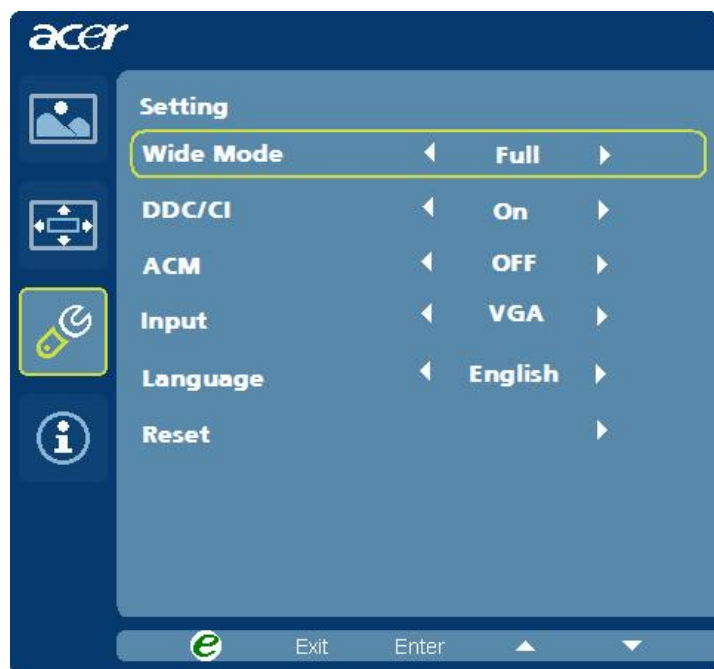 acer
Setting
Wide Mode Full
DDC/CI On
ACM OFF
Input VGA
Language English
Reset
e Exit Enter